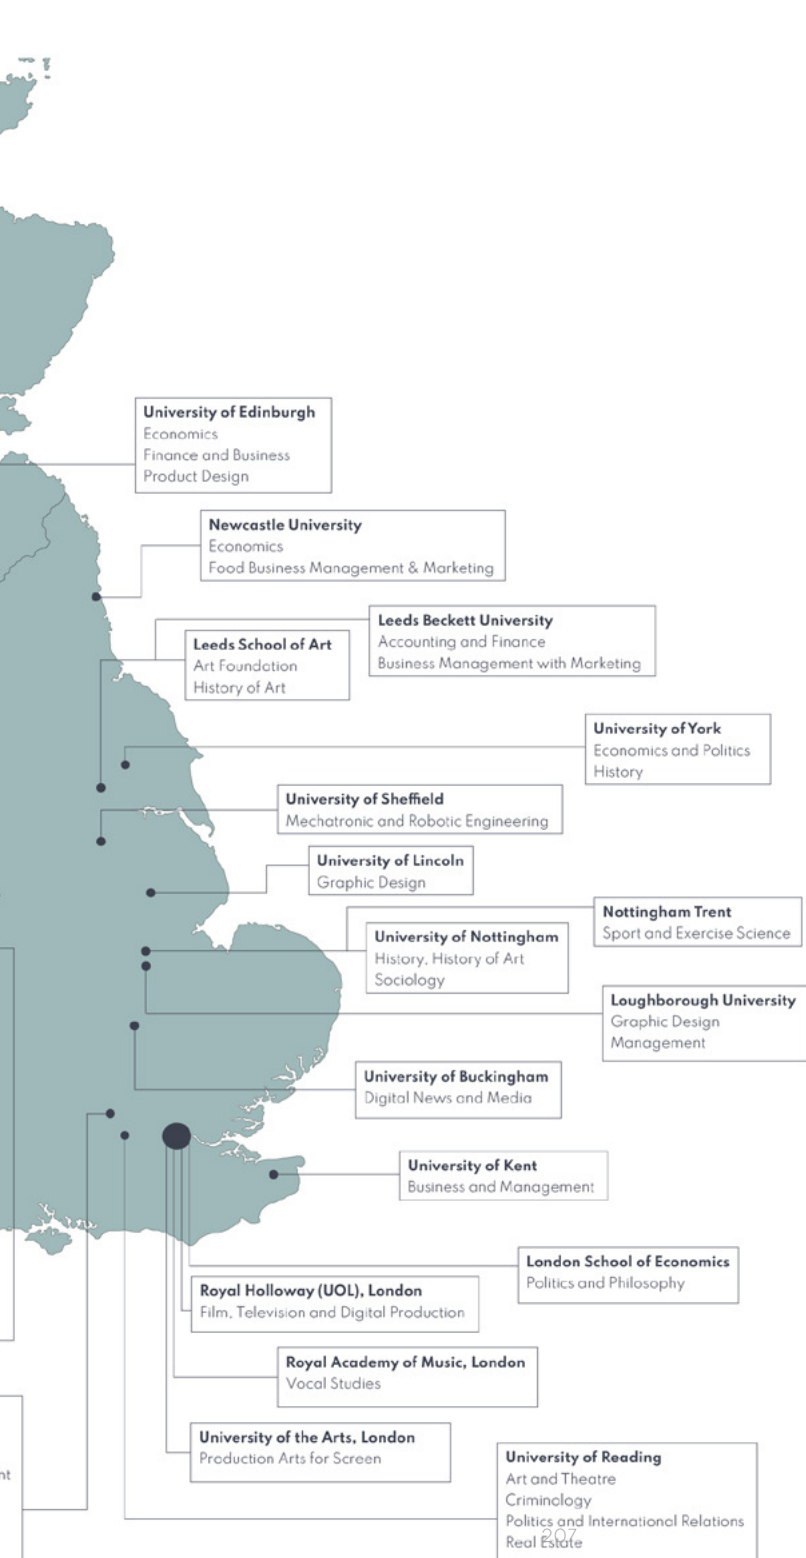 University of Edinburgh
Economics
Finance and Business
Product Design
Newcastle University
Economics
Food Business Management & Marketing
Leeds Beckett University
Accounting and Finance
Business Management with Marketing
Leeds School of Art
Art Foundation
History of Art
University of York
Economics and Politics
History
University of Sheffield
Mechatronic and Robotic Engineering
University of Lincoln
Graphic Design
Nottingham Trent
Sport and Exercise Science
University of Nottingham
History, History of Art
Sociology
Loughborough University
Graphic Design
Management
University of Buckingham
Digital News and Media
University of Kent
Business and Management
London School of Economics
Politics and Philosophy
Royal Holloway (UOL), London
Film, Television and Digital Production
Royal Academy of Music, London
Vocal Studies
University of the Arts, London
Production Arts for Screen
University of Reading
Art and Theatre
Criminology
Politics and International Relations
Real Estate
207
nt